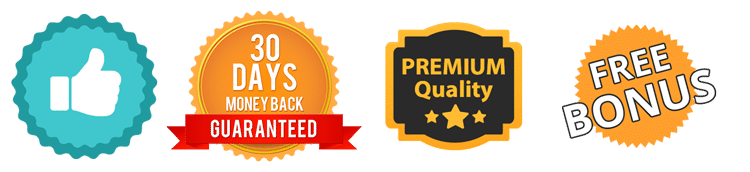 30
DAYS
MONEY BACK
GUARANTEED
PREMIUM
Quality
FREE
BONUS